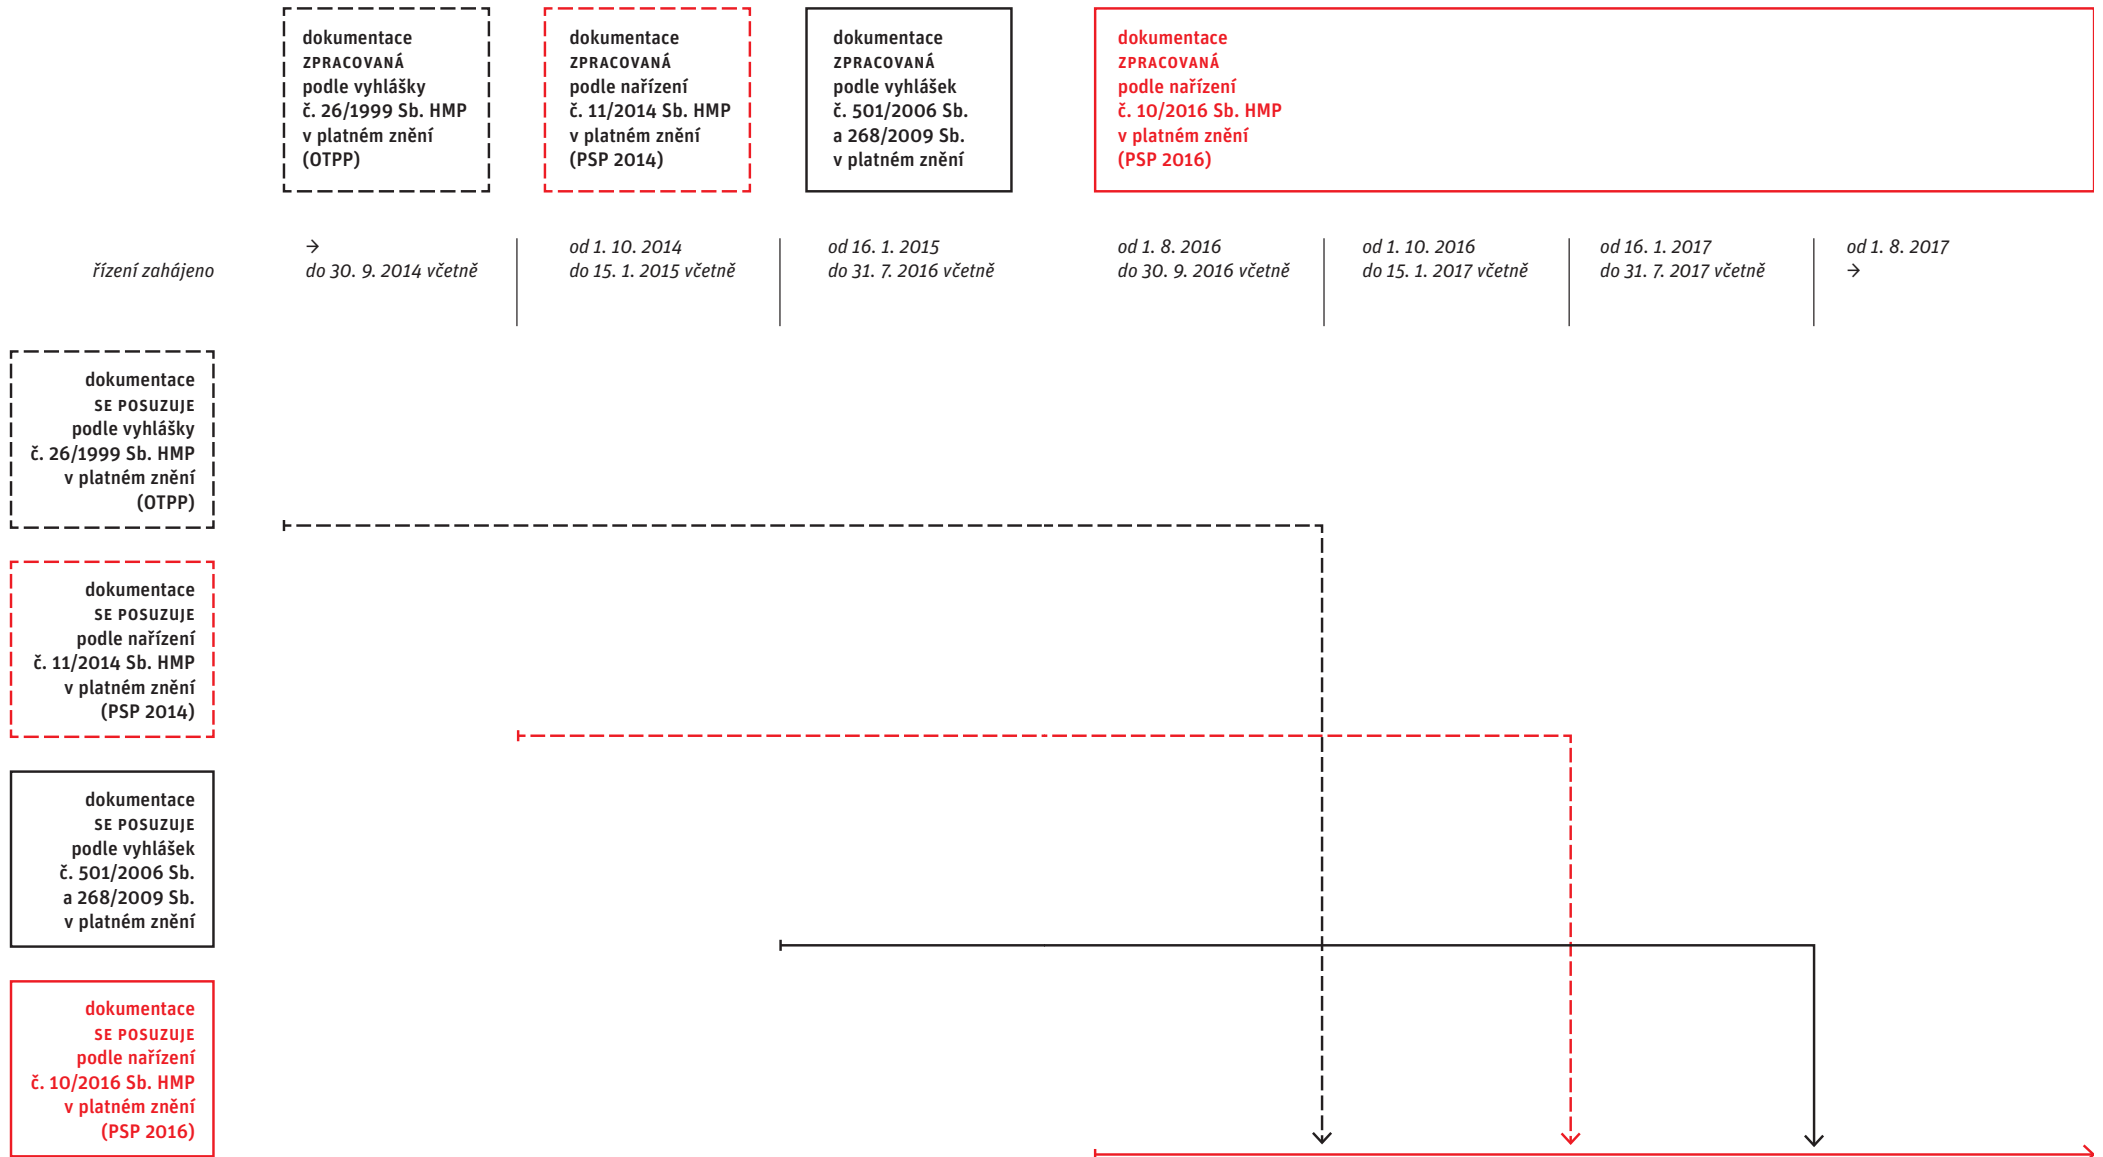 dokumentace
ZPRACOVANÁ
podle vyhlášky
č. 26/1999 Sb. HMP
v platném znění
(OTPP)
dokumentace
ZPRACOVANÁ
podle nařízení
č. 11/2014 Sb. HMP
v platném znění
(PSP 2014)
dokumentace
ZPRACOVANÁ
podle vyhlášek
č. 501/2006 Sb.
a 268/2009 Sb.
v platném znění
dokumentace
ZPRACOVANÁ
podle nařízení
č. 10/2016 Sb. HMP
v platném znění
(PSP 2016)
řízení zahájeno
→
do 30. 9. 2014 včetně
od 1. 10. 2014
do 15. 1. 2015 včetně
od 16. 1. 2015
do 31. 7. 2016 včetně
od 1. 8. 2016
do 30. 9. 2016 včetně
od 1. 10. 2016
do 15. 1. 2017 včetně
od 16. 1. 2017
do 31. 7. 2017 včetně
od 1. 8. 2017
→
dokumentace
SE POSUZUJE
podle vyhlášky
č. 26/1999 Sb. HMP
v platném znění
(OTPP)
dokumentace
SE POSUZUJE
podle nařízení
č. 11/2014 Sb. HMP
v platném znění
(PSP 2014)
dokumentace
SE POSUZUJE
podle vyhlášek
č. 501/2006 Sb.
a 268/2009 Sb.
v platném znění
dokumentace
SE POSUZUJE
podle nařízení
č. 10/2016 Sb. HMP
v platném znění
(PSP 2016)